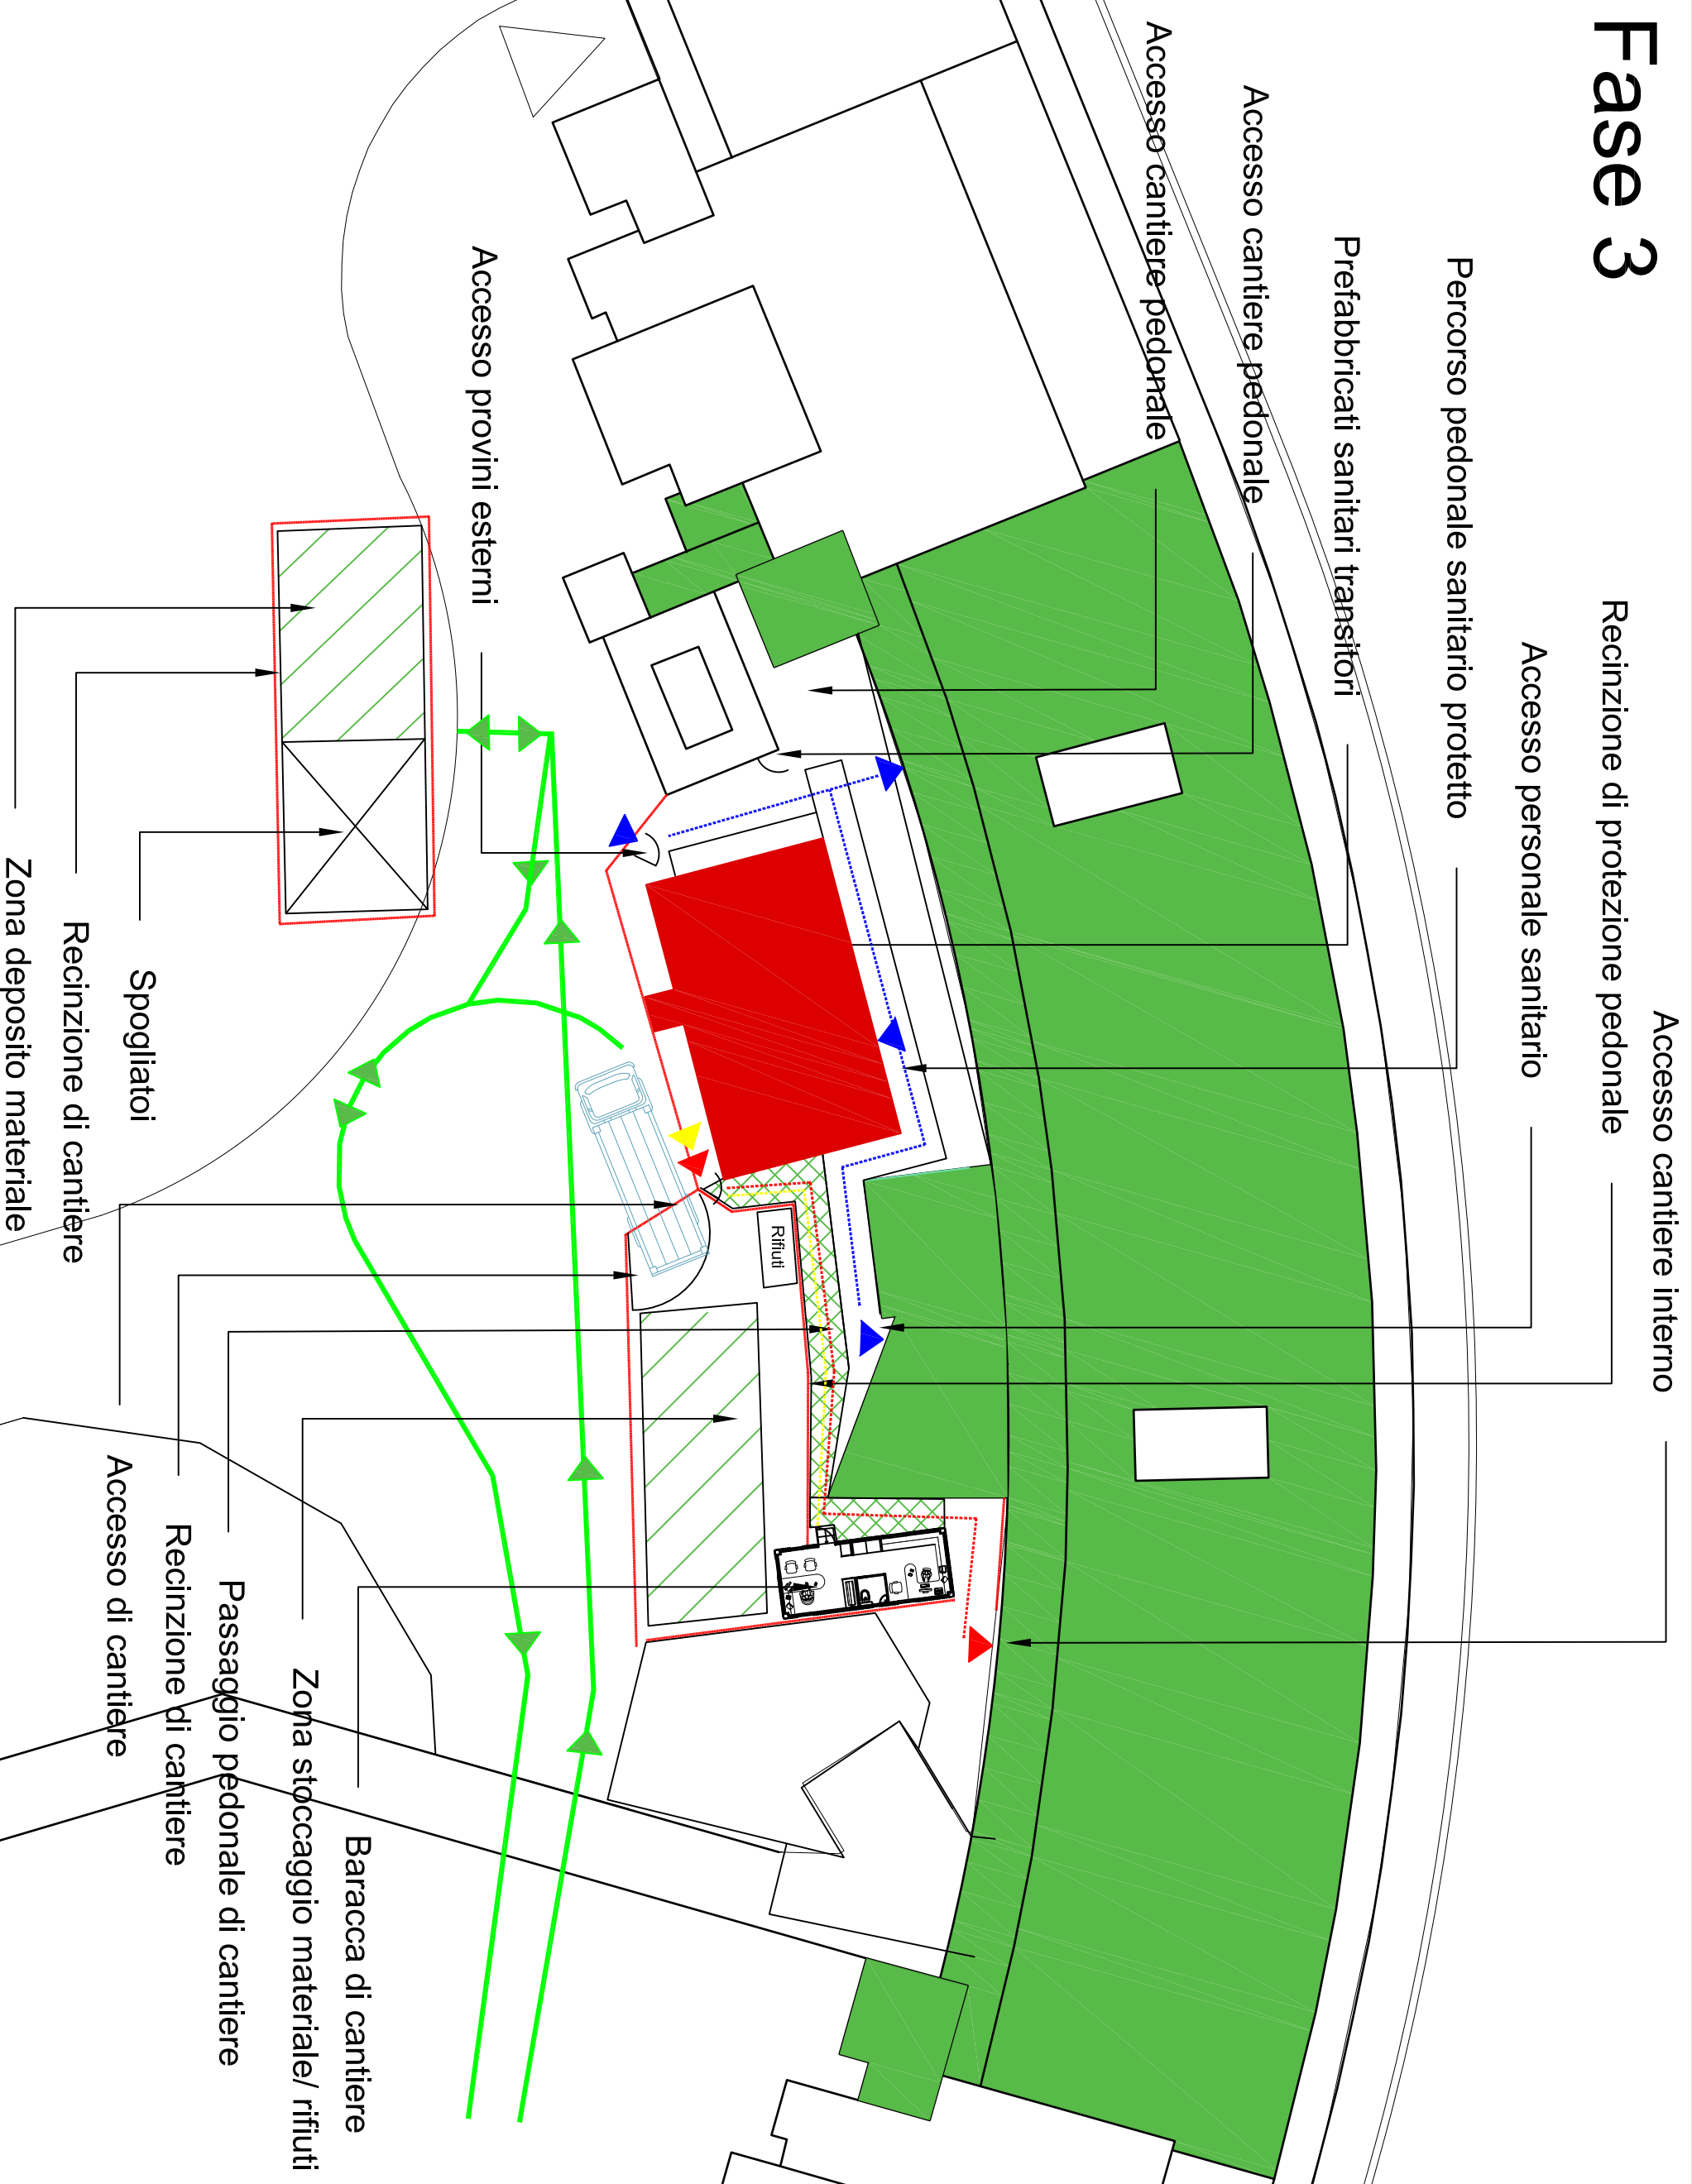 Fase 3
Accesso cantiere interno
Recinzione di protezione pedonale
Accesso personale sanitario
Percorso pedonale sanitario protetto
Prefabbricati sanitari transitori
Accesso cantiere pedonale
Accesso cantiere pedonale
Rifiuti
Accesso provini esterni
Baracca di cantiere
Zona stoccaggio materiale/ rifiuti
Passaggio pedonale di cantiere
Recinzione di cantiere
Accesso di cantiere
Spogliatoi
Recinzione di cantiere
Zona deposito materiale